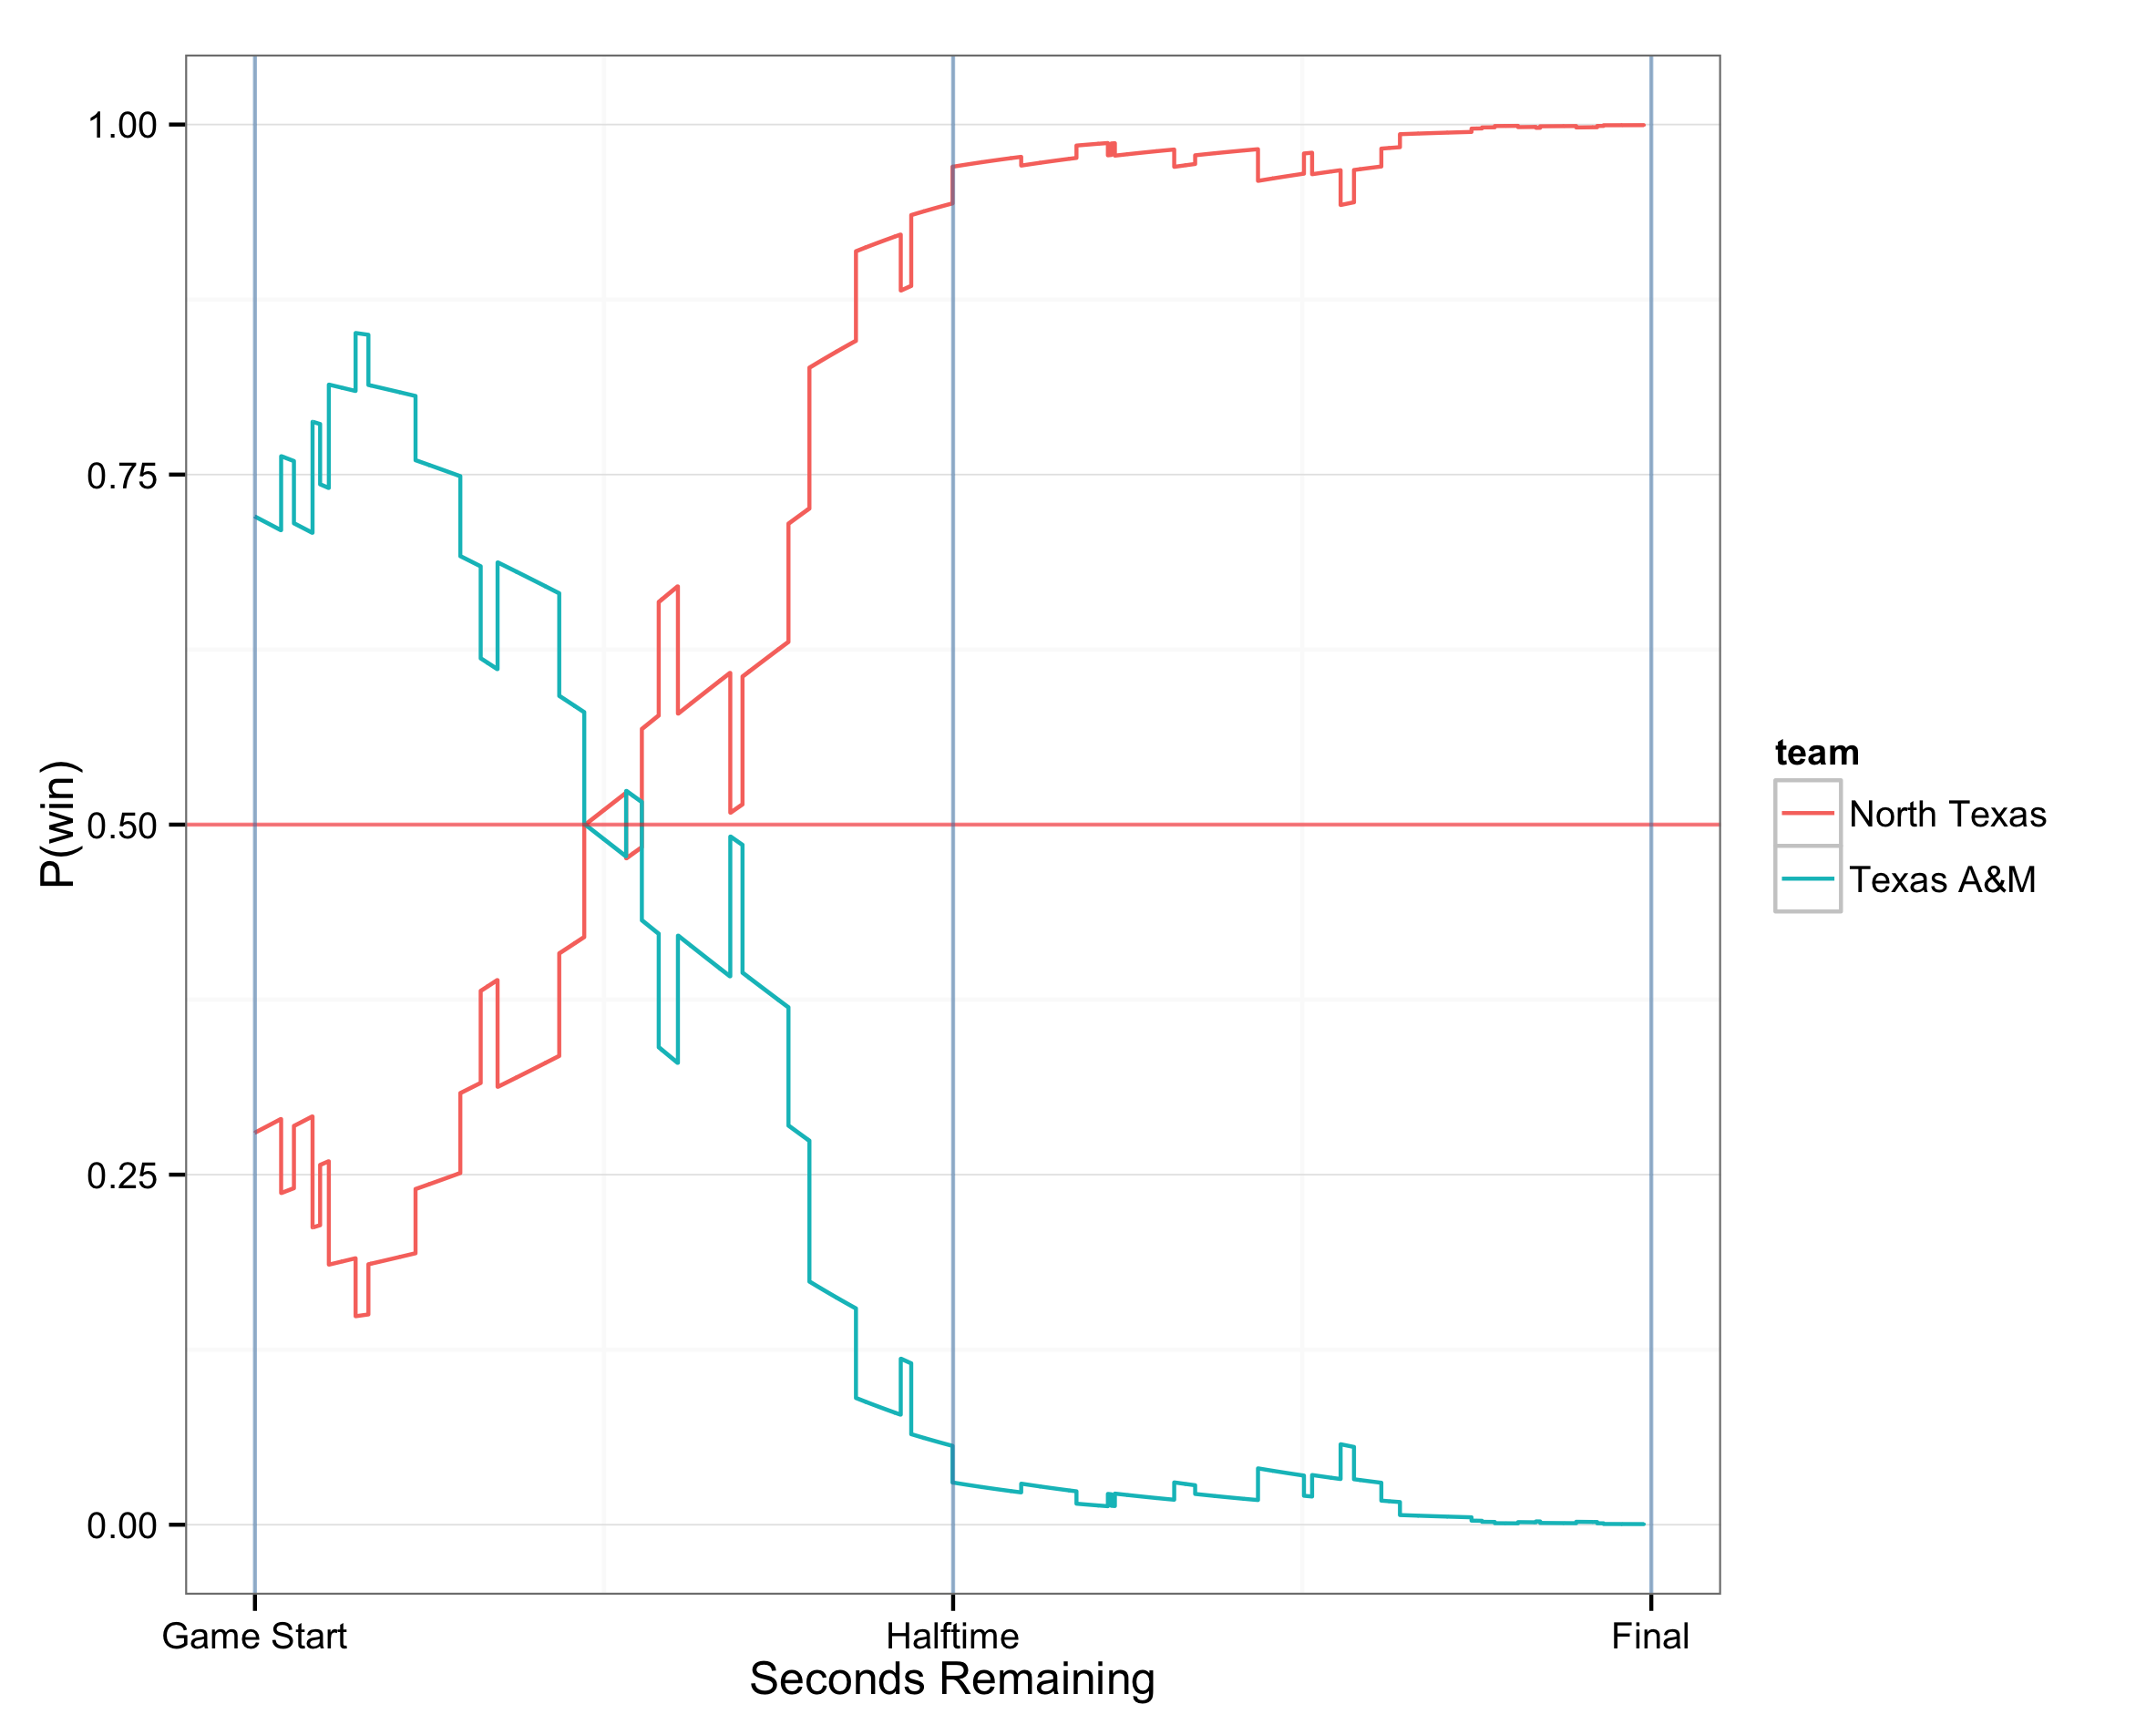 1.00
0.75
0.50
0.25
0.00
P(win)
Game Start
Halftime
Final
Seconds Remaining
team
North Texas
Texas A&M